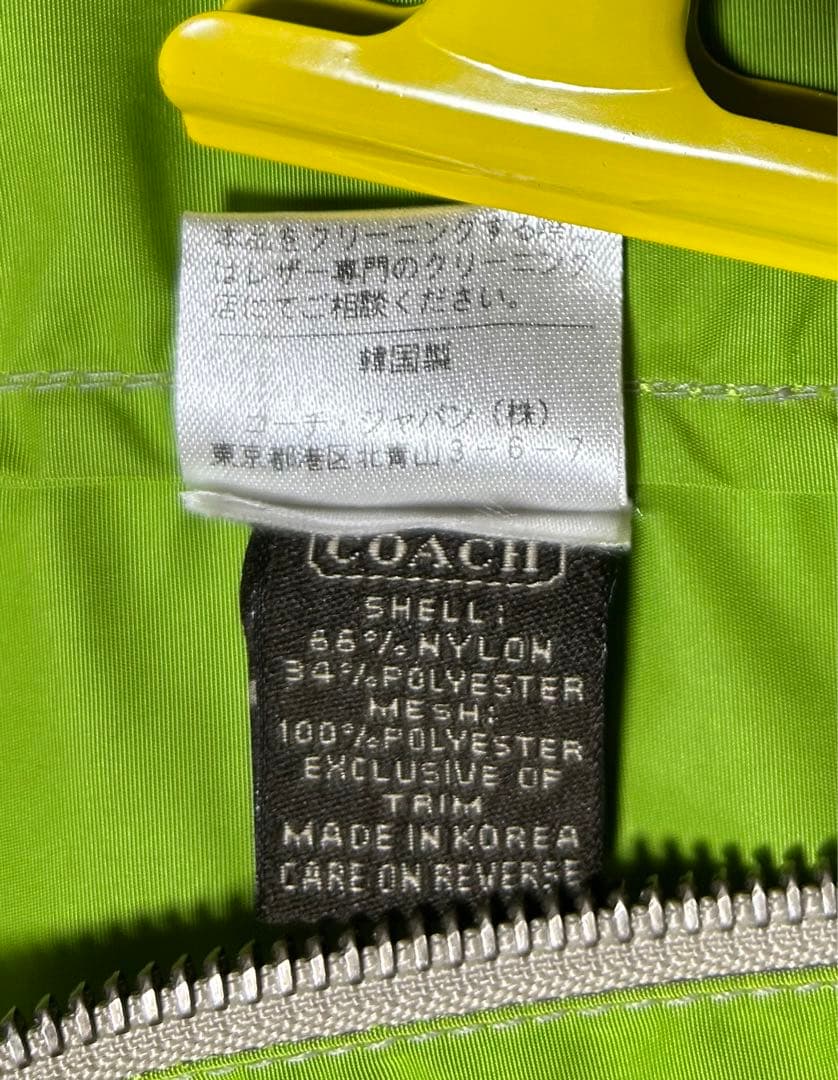 本品をクリーニングする時に
はレザー専門のクリーニング
店にてご相談ください。
韓国製
コーチ・ジャパン(株)
東京都港区北青山3-6-7
COACH
SHELL:
66%NYLON
34%POLYESTER
MESH:
100%POLYESTER
EXCLUSIVE OF
TRIM
MADE IN KOREA
CARE ON REVERSE